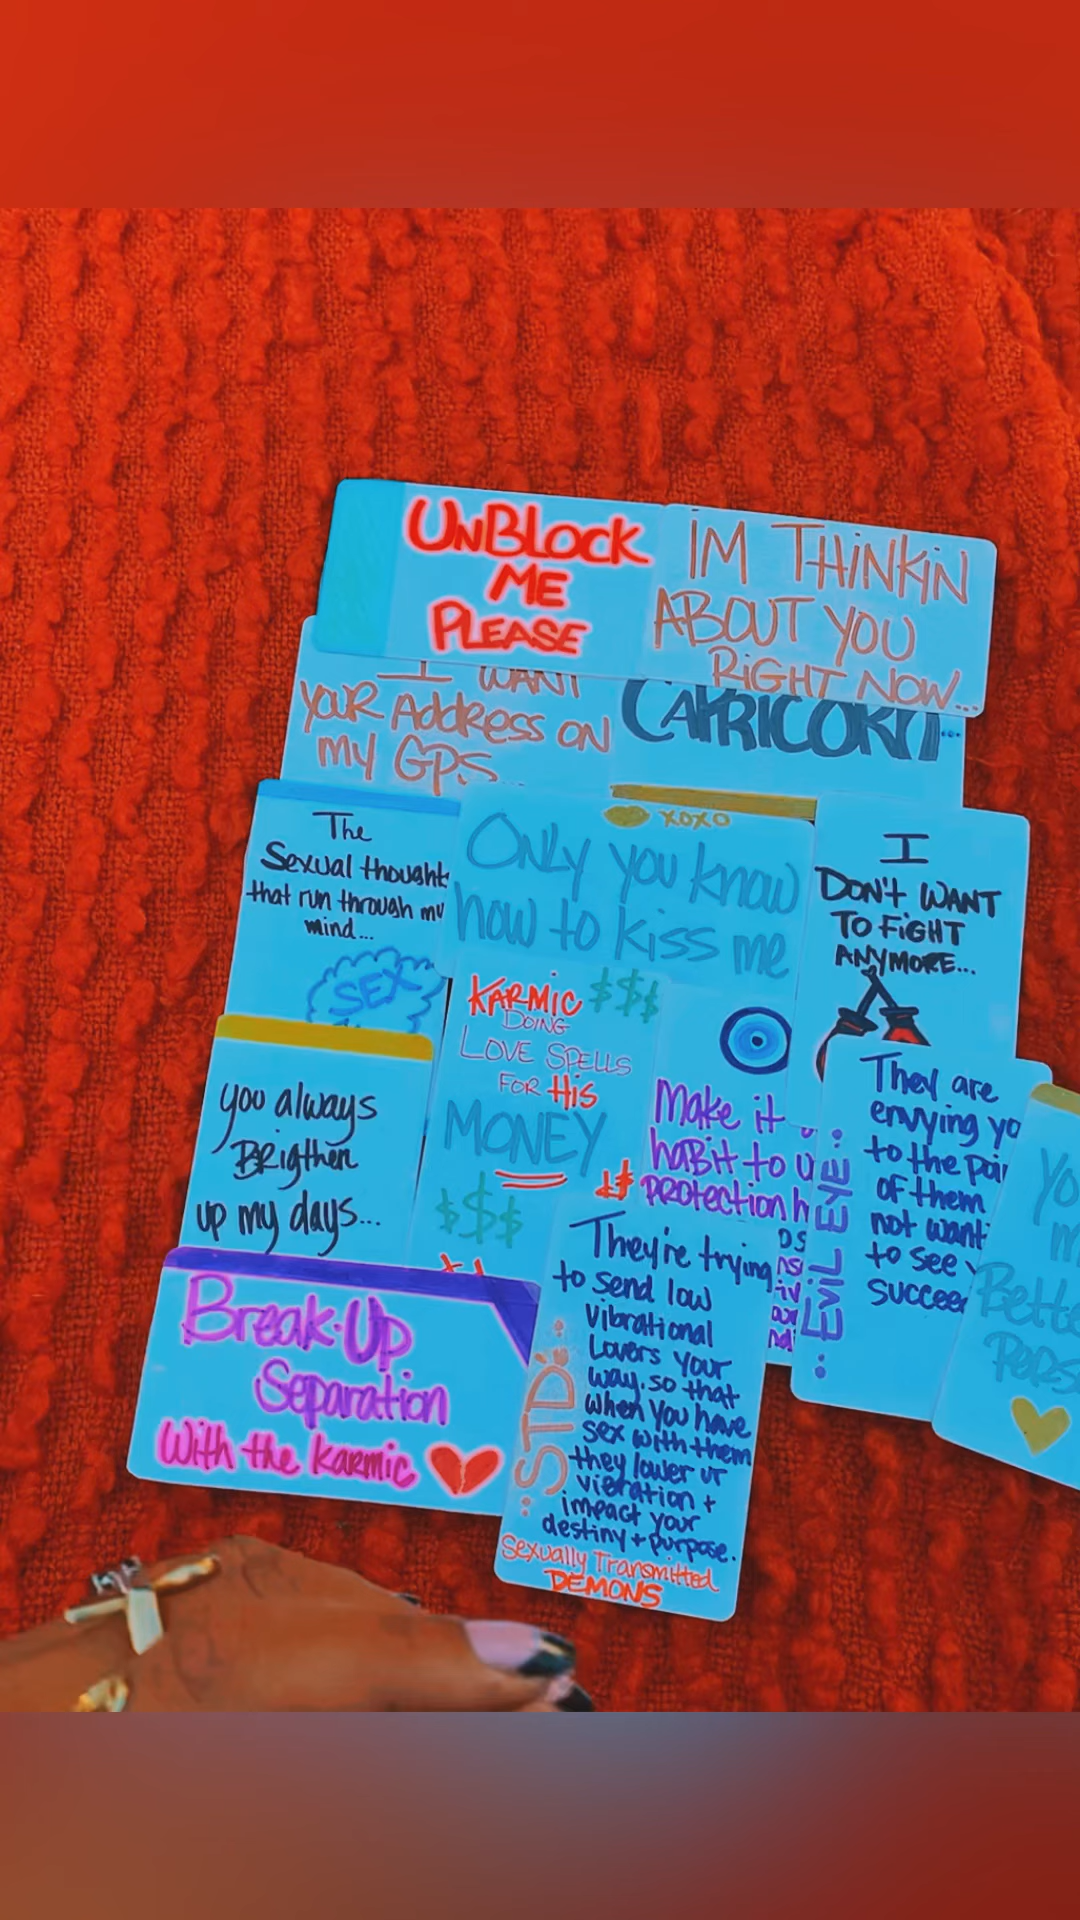 UnBlock
ME
PLEASE
IM THINKIN
ABOUT YOU
RIGHT NOW...
I WANT
YOUR Address ON
MY GPS...
CAPRICORN...
The
Sexual thoughts
that run through my
mind...
SEX
XOXO
Only you know
how to kiss me
I
DON'T WANT
TO FIGHT
ANYMORE...
you always
BRigthen
up my days...
KARMIC $$$
DOING
LOVE SPELLS
FOR His
MONEY
$$$
Make it
habit to
protection
EVIL EYE
They are
envying
to the
of them
not want
to see
Break-Up
Separation
With the karmic
STD's
They're trying
to send low
vibrational
Lovers your
way, so that
when you have
sex with them
they lower ur
vibration +
impact your
destiny + purpose.
Sexually Transmitted
DEMONS